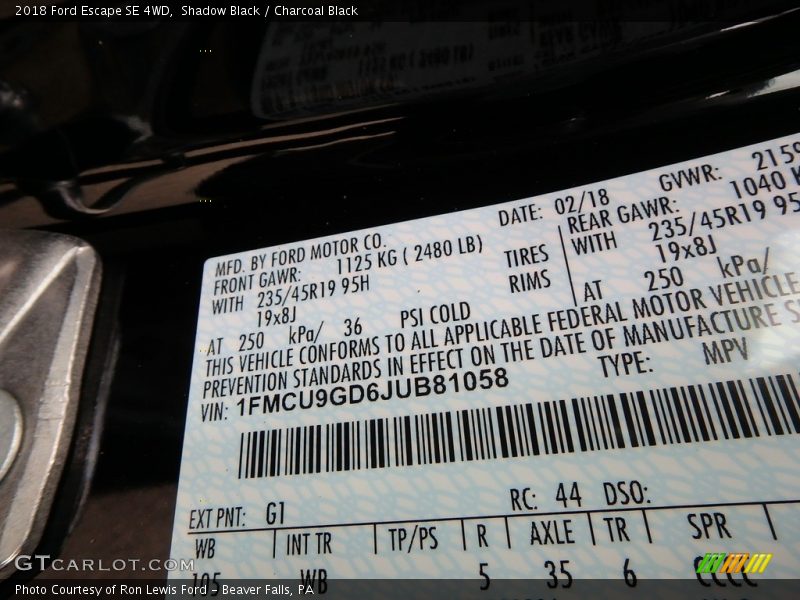 2018 Ford Escape SE 4WD, Shadow Black / Charcoal Black
MFD. BY FORD MOTOR CO.
DATE: 02/18
GVWR: 2159
FRONT GAWR: 1125 KG ( 2480 LB)
REAR GAWR: 1040 K
WITH 235/45R19 95H TIRES
WITH 235/45R19 95
19x8J RIMS
19x8J
AT 250 kPa/ 36 PSI COLD
AT 250 kPa/
THIS VEHICLE CONFORMS TO ALL APPLICABLE FEDERAL MOTOR VEHICLE
PREVENTION STANDARDS IN EFFECT ON THE DATE OF MANUFACTURE S
VIN: 1FMCU9GD6JUB81058
TYPE: MPV
EXT PNT: G1
RC: 44 DSO:
WB INT TR TP/PS R AXLE TR SPR
105 WB 5 35 6 CCCC
GTCARLOT.COM
Photo Courtesy of Ron Lewis Ford - Beaver Falls, PA